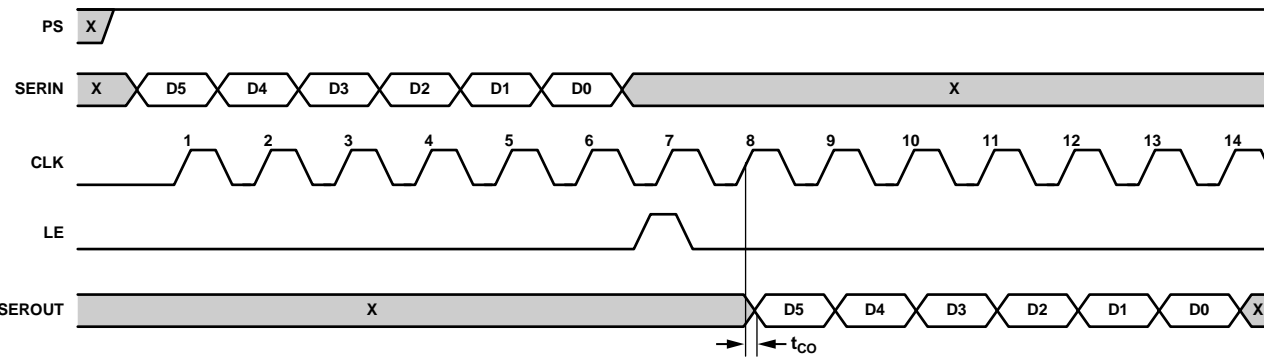 PS X
SERIN X D5 D4 D3 D2 D1 D0 X
1 2 3 4 5 6 7 8 9 10 11 12 13 14
CLK
LE
SEROUT X D5 D4 D3 D2 D1 D0 X
tCO